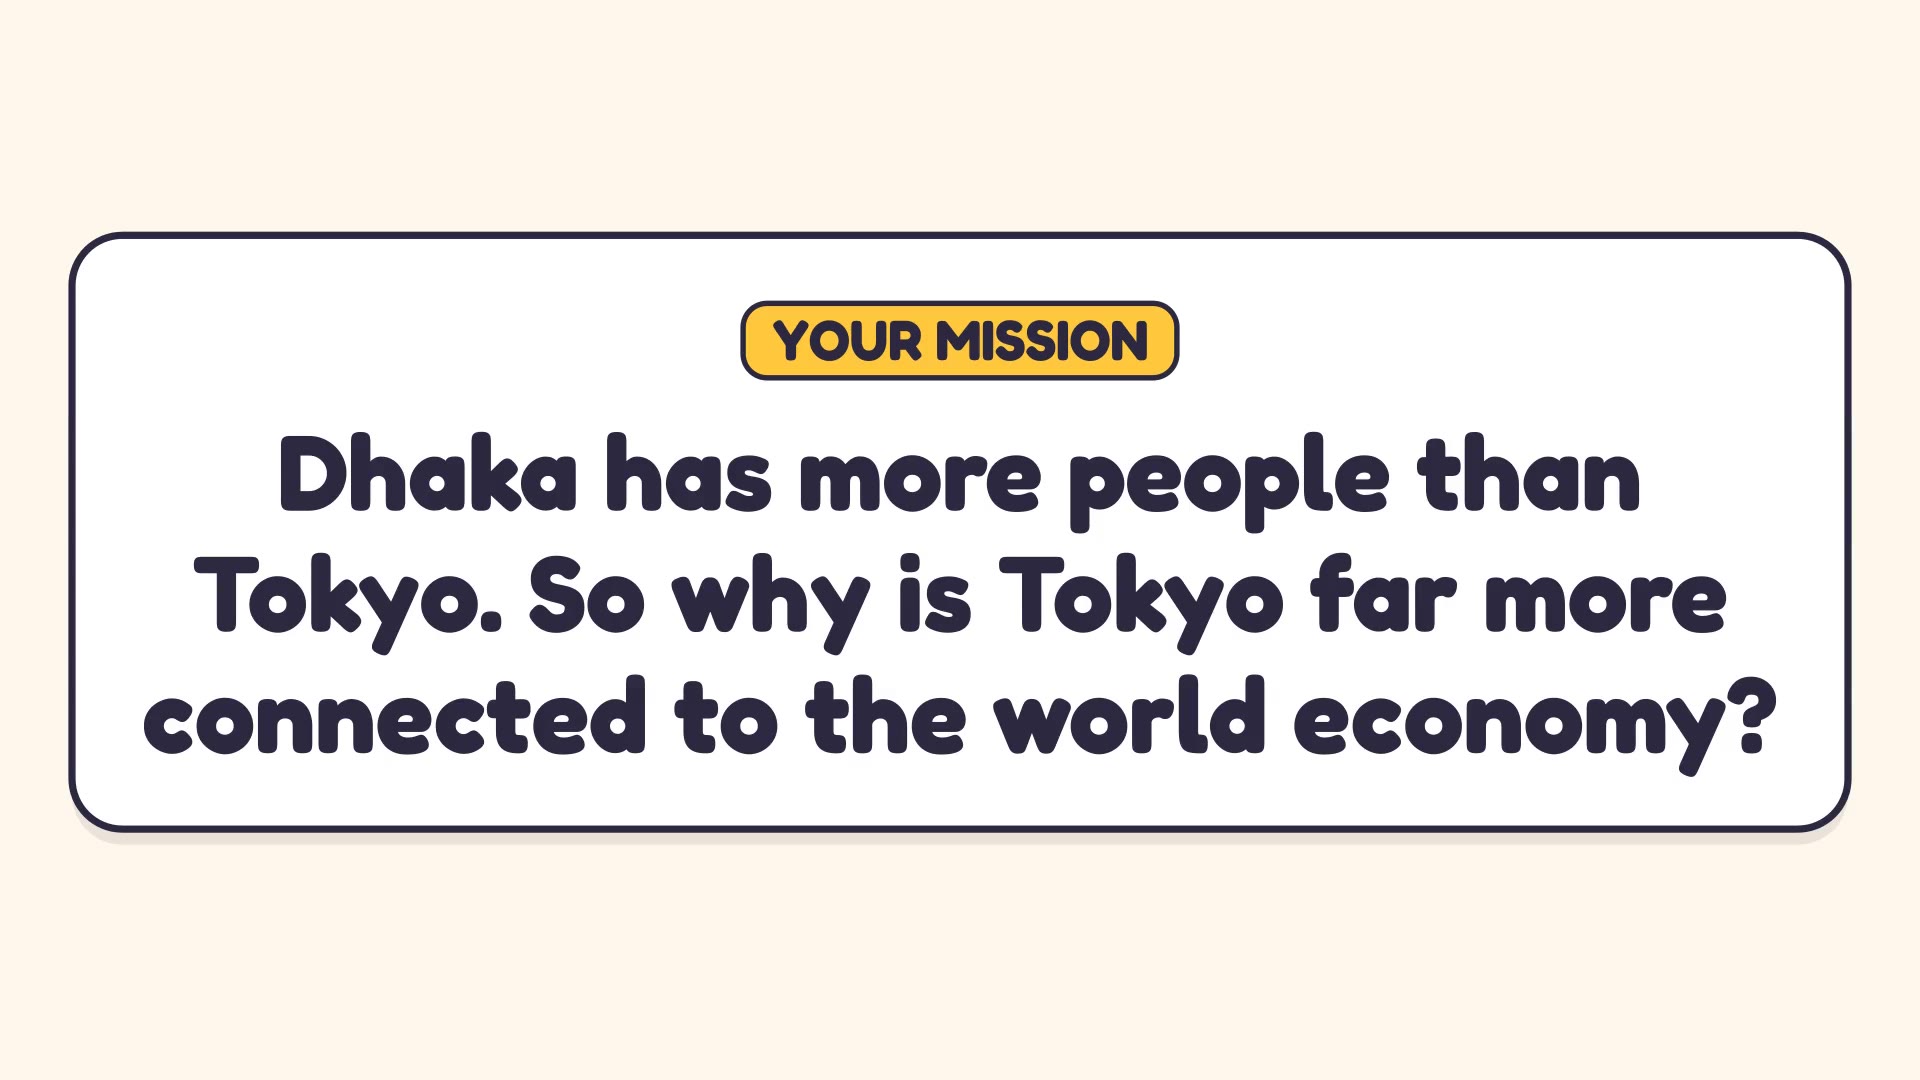 YOUR MISSION
Dhaka has more people than
Tokyo. So why is Tokyo far more
connected to the world economy?